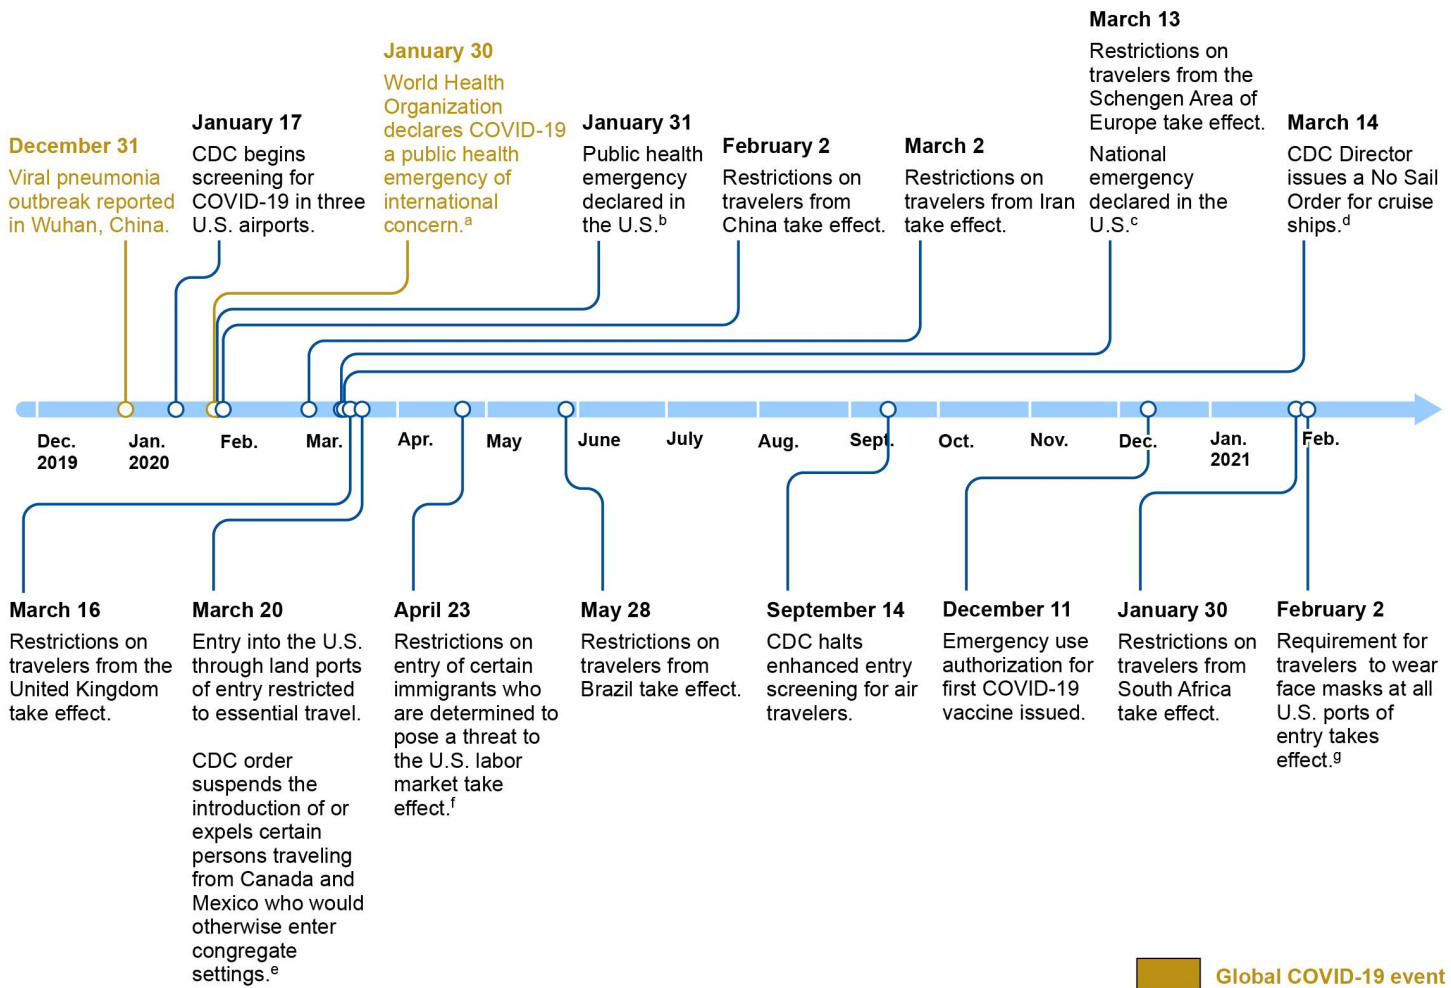 December 31
Viral pneumonia
outbreak reported
in Wuhan, China.
January 17
CDC begins
screening for
COVID-19 in three
U.S. airports.
January 30
World Health
Organization
declares COVID-19
a public health
emergency of
international
concern.a
January 31
Public health
emergency
declared in
the U.S.b
February 2
Restrictions on
travelers from
China take effect.
March 2
Restrictions on
travelers from Iran
take effect.
March 13
Restrictions on
travelers from the
Schengen Area of
Europe take effect.
National
emergency
declared in the
U.S.c
March 14
CDC Director
issues a No Sail
Order for cruise
ships.d
Dec.
2019
Jan.
2020
Feb.
Mar.
Apr.
May
June
July
Aug.
Sept.
Oct.
Nov.
Dec.
Jan.
2021
Feb.
March 16
Restrictions on
travelers from the
United Kingdom
take effect.
March 20
Entry into the U.S.
through land ports
of entry restricted
to essential travel.
CDC order
suspends the
introduction of or
expels certain
persons traveling
from Canada and
Mexico who would
otherwise enter
congregate
settings.e
April 23
Restrictions on
entry of certain
immigrants who
are determined to
pose a threat to
the U.S. labor
market take
effect.f
May 28
Restrictions on
travelers from
Brazil take effect.
September 14
CDC halts
enhanced entry
screening for air
travelers.
December 11
Emergency use
authorization for
first COVID-19
vaccine issued.
January 30
Restrictions on
travelers from
South Africa
take effect.
February 2
Requirement for
travelers to wear
face masks at all
U.S. ports of
entry takes
effect.g
Global COVID-19 event